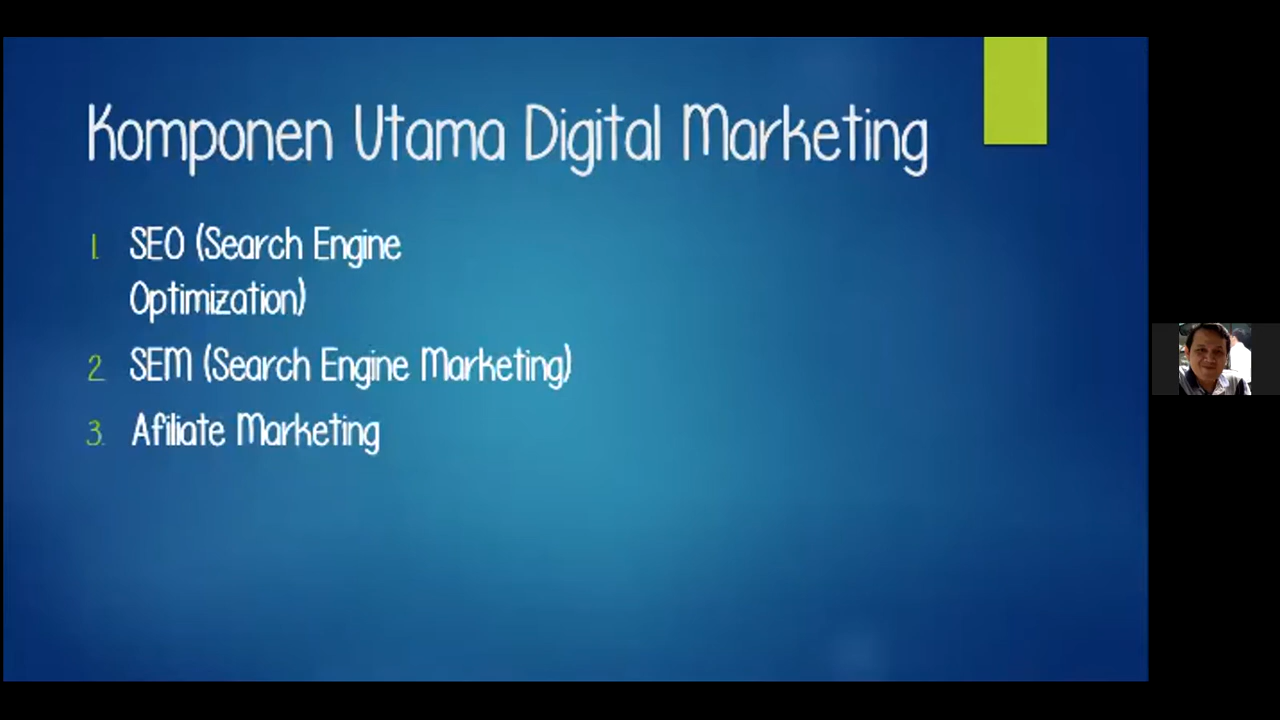 Komponen Utama Digital Marketing
1. SEO (Search Engine
Optimization)
2. SEM (Search Engine Marketing)
3. Afiliate Marketing